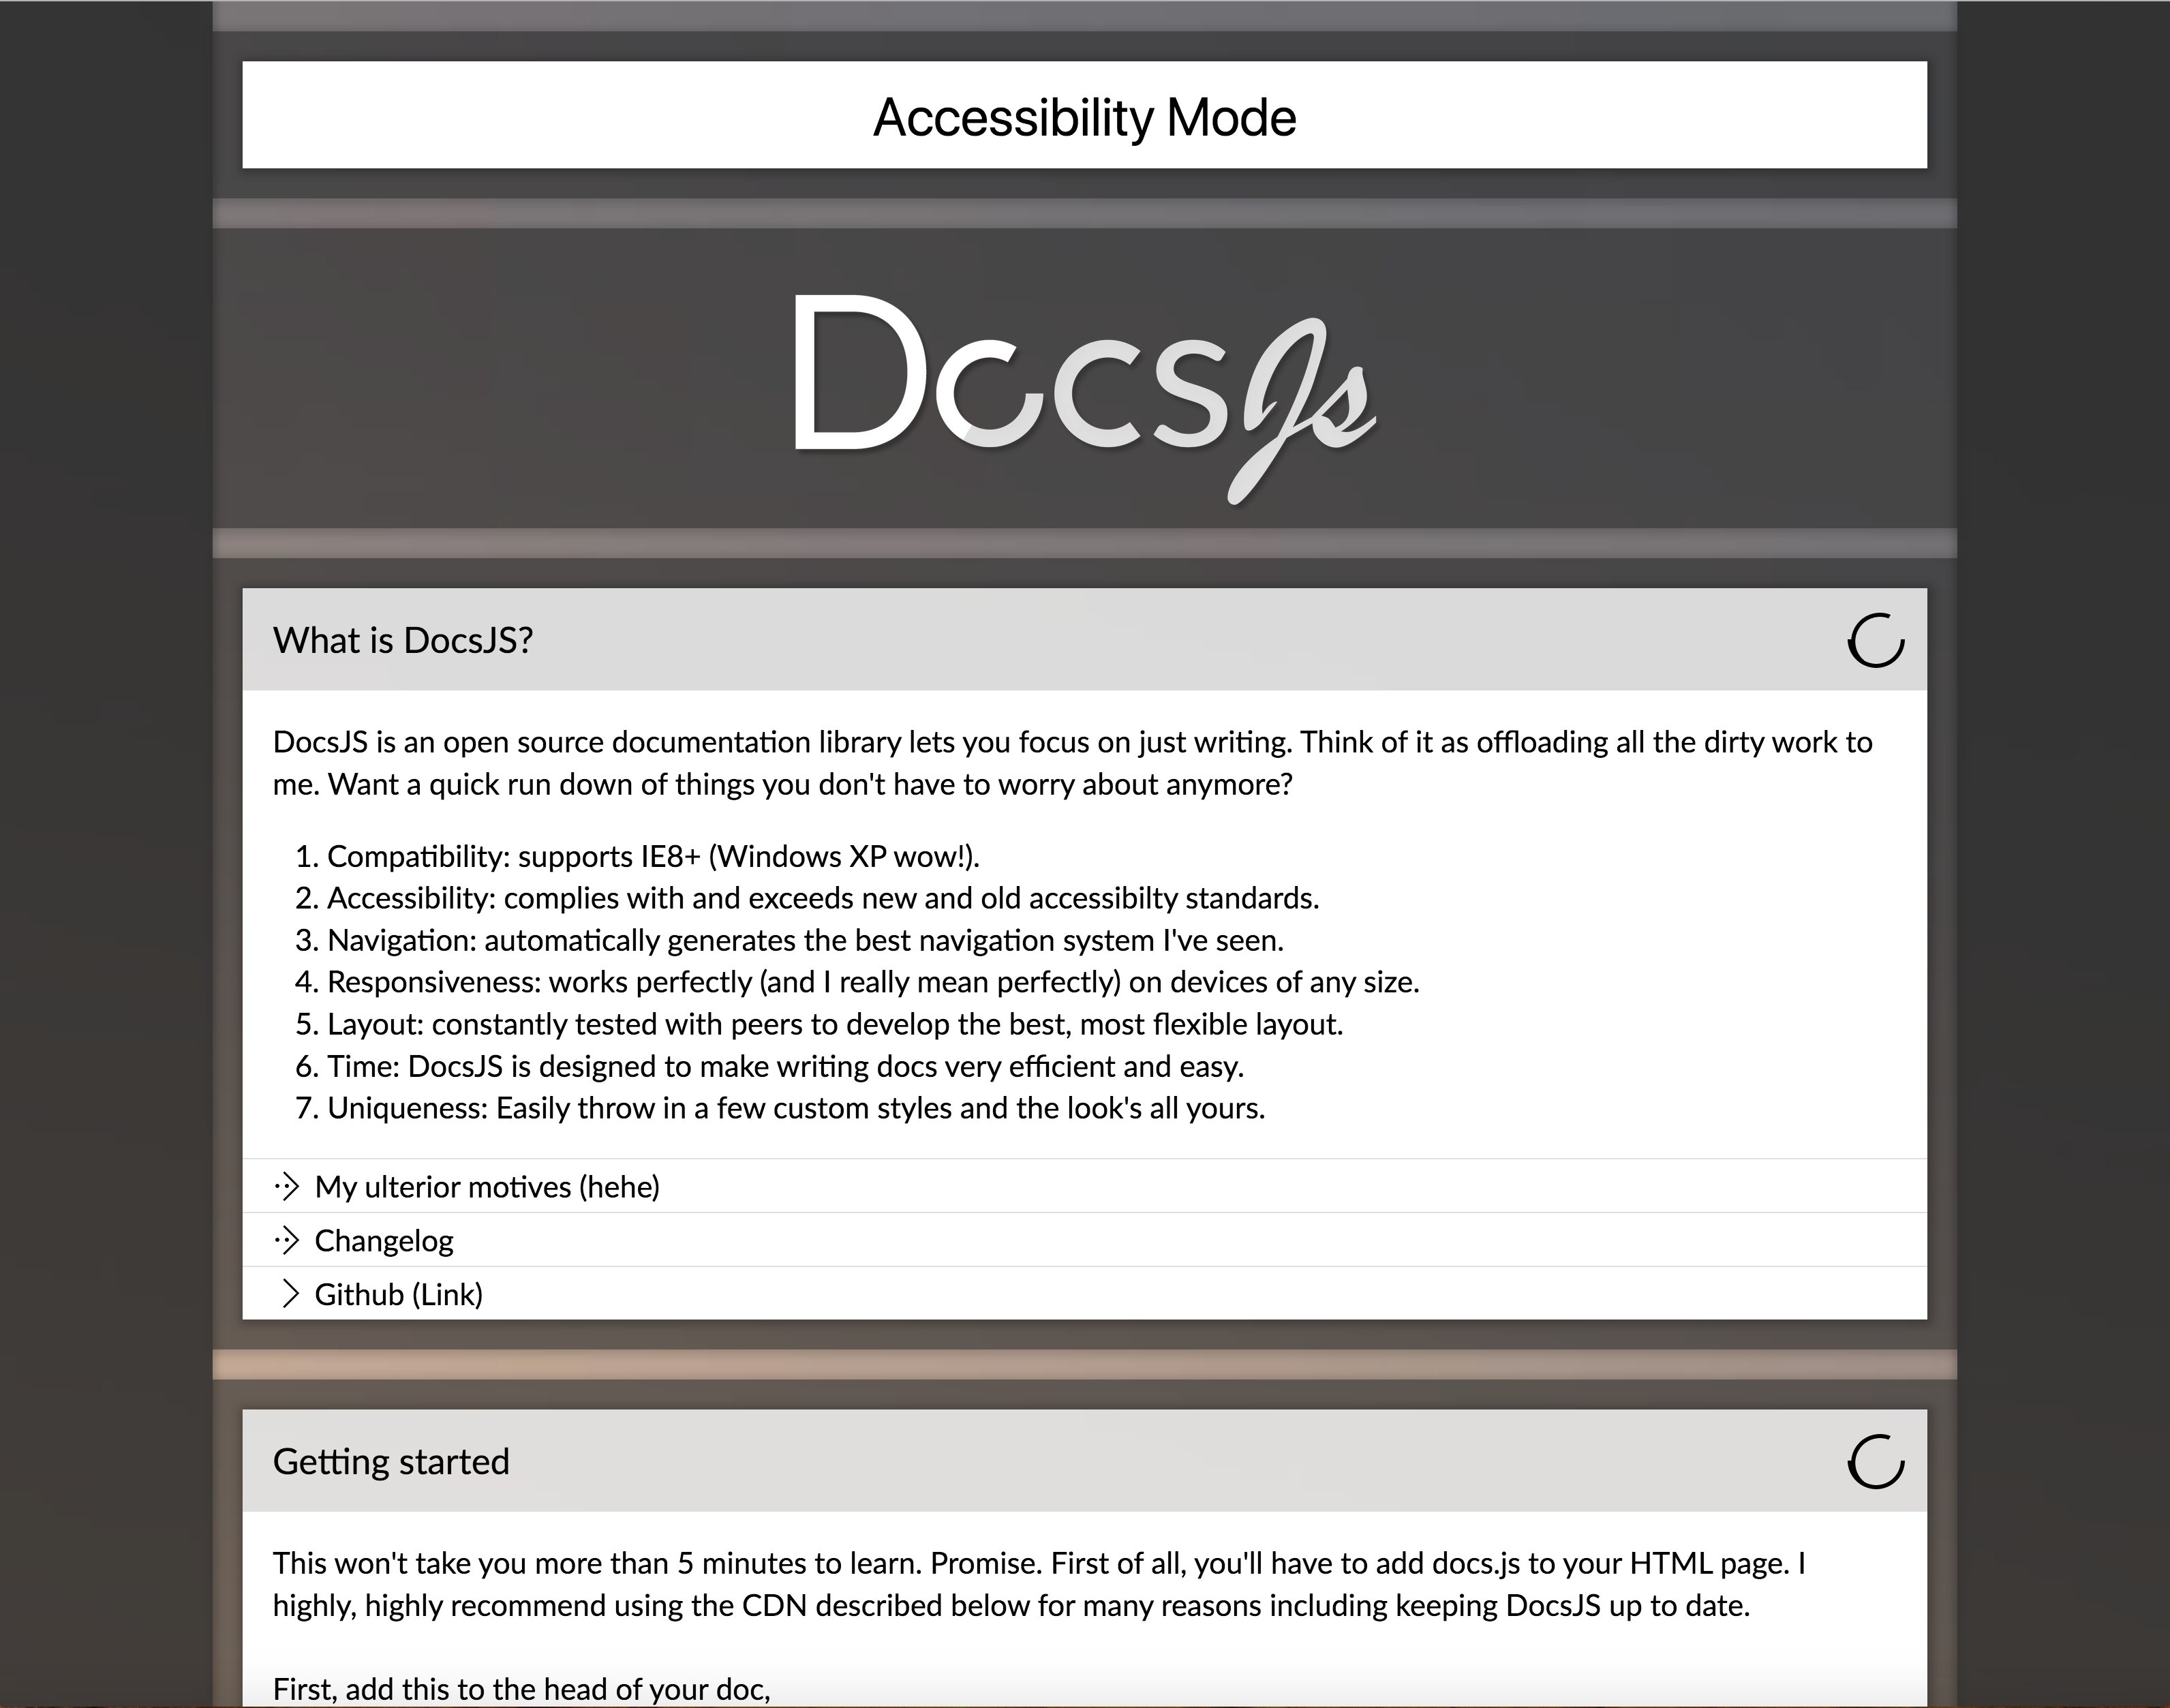 Accessibility Mode
DocsJs
What is DocsJS?
DocsJS is an open source documentation library lets you focus on just writing. Think of it as offloading all the dirty work to
me. Want a quick run down of things you don't have to worry about anymore?
1. Compatibility: supports IE8+ (Windows XP wow!).
2. Accessibility: complies with and exceeds new and old accessibilty standards.
3. Navigation: automatically generates the best navigation system I've seen.
4. Responsiveness: works perfectly (and I really mean perfectly) on devices of any size.
5. Layout: constantly tested with peers to develop the best, most flexible layout.
6. Time: DocsJS is designed to make writing docs very efficient and easy.
7. Uniqueness: Easily throw in a few custom styles and the look's all yours.
My ulterior motives (hehe)
Changelog
Github (Link)
Getting started
This won't take you more than 5 minutes to learn. Promise. First of all, you'll have to add docs.js to your HTML page. I
highly, highly recommend using the CDN described below for many reasons including keeping DocsJS up to date.
First, add this to the head of your doc,